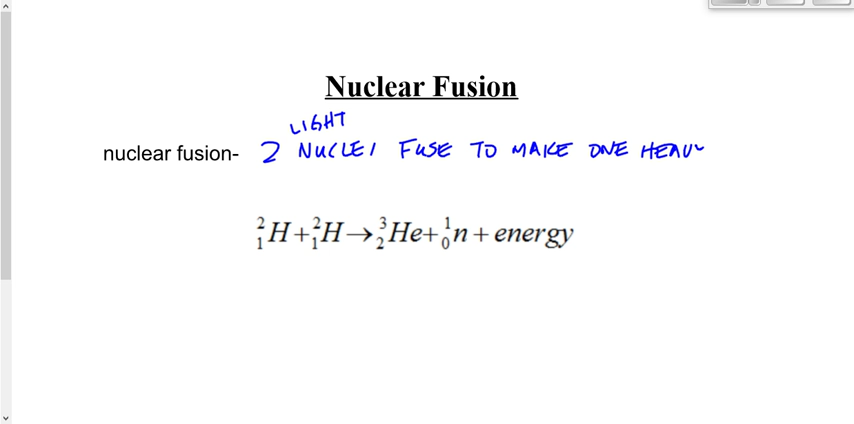 Nuclear Fusion
LIGHT
nuclear fusion- 2 NUCLEI FUSE TO MAKE ONE HEAVY
²₁H + ²₁H → ³₂He + ¹₀n + energy